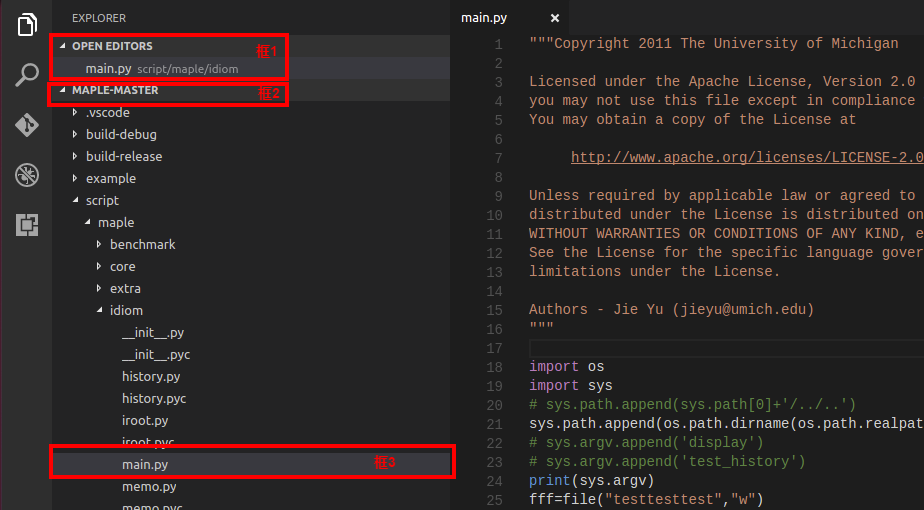 EXPLORER
OPEN EDITORS 框1
main.py script/maple/idiom
MAPLE-MASTER 框2
.vscode
build-debug
build-release
example
script
maple
benchmark
core
extra
idiom
__init__.py
__init__.pyc
history.py
history.pyc
iroot.py
iroot.pyc
main.py 框3
memo.py
memo.pyc
main.py ×
1 """Copyright 2011 The University of Michigan
2
3 Licensed under the Apache License, Version 2.0
4 you may not use this file except in compliance
5 You may obtain a copy of the License at
6
7 http://www.apache.org/licenses/LICENSE-2.0
8
9 Unless required by applicable law or agreed to
10 distributed under the License is distributed on
11 WITHOUT WARRANTIES OR CONDITIONS OF ANY KIND, e
12 See the License for the specific language gover
13 limitations under the License.
14
15 Authors - Jie Yu (jieyu@umich.edu)
16 """
17
18 import os
19 import sys
20 # sys.path.append(sys.path[0]+'/../..')
21 sys.path.append(os.path.dirname(os.path.realpat
22 # sys.argv.append('display')
23 # sys.argv.append('test_history')
24 print(sys.argv)
25 fff=file("testtesttest","w")